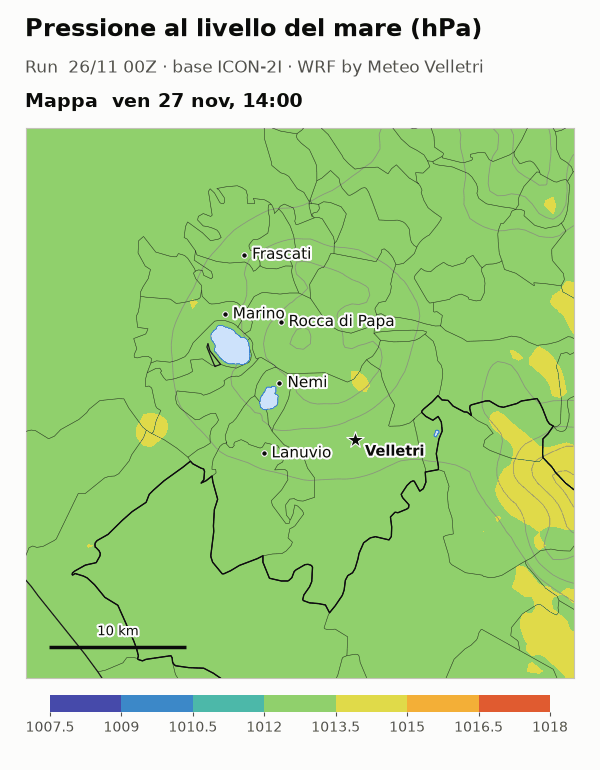 Pressione al livello del mare (hPa)
Run  26/11 00Z · base ICON-2I · WRF by Meteo Velletri
Mappa  ven 27 nov, 14:00
Frascati
Marino
Rocca di Papa
Nemi
Velletri
Lanuvio
10 km
1007.5 1009 1010.5 1012 1013.5 1015 1016.5 1018